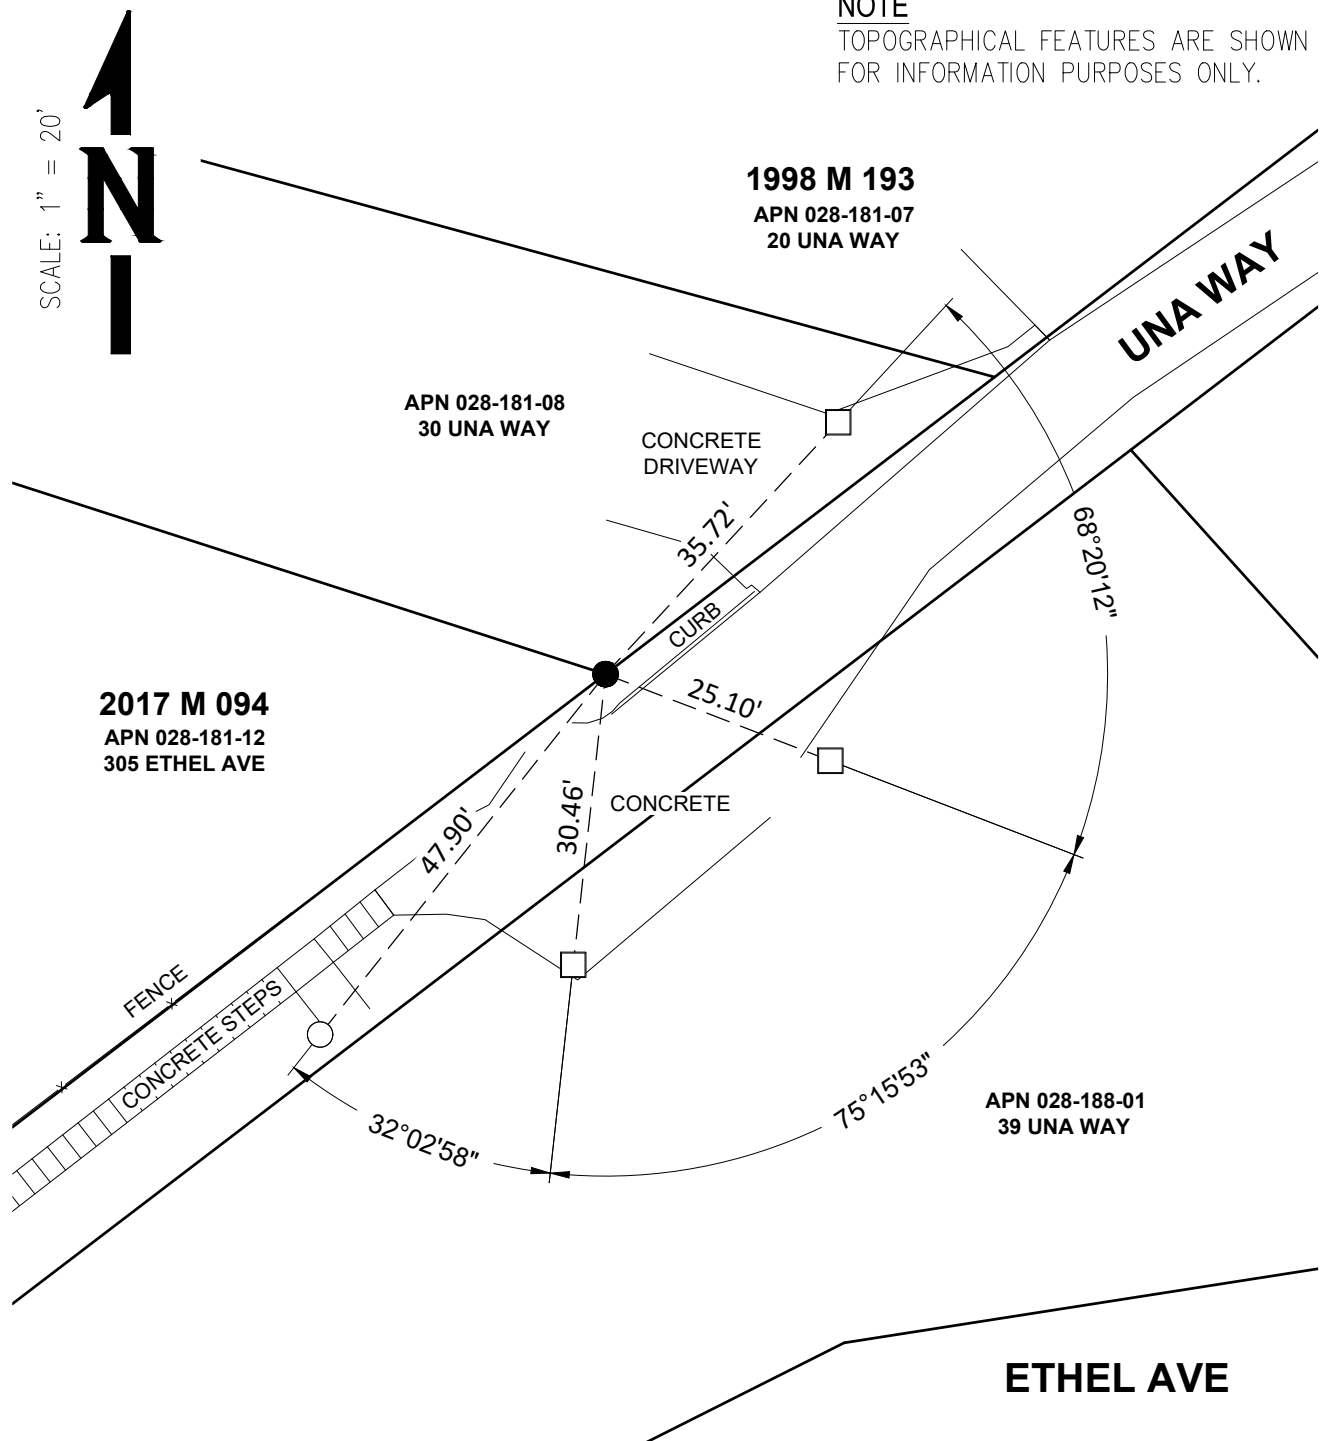 NOTE
TOPOGRAPHICAL FEATURES ARE SHOWN
FOR INFORMATION PURPOSES ONLY.
SCALE: 1" = 20'
N
1998 M 193
APN 028-181-07
20 UNA WAY
UNA WAY
APN 028-181-08
30 UNA WAY
CONCRETE
DRIVEWAY
35.72'
68°20'12"
CURB
25.10'
2017 M 094
APN 028-181-12
305 ETHEL AVE
47.90'
30.46'
CONCRETE
FENCE
CONCRETE STEPS
32°02'58"
75°15'53"
APN 028-188-01
39 UNA WAY
ETHEL AVE